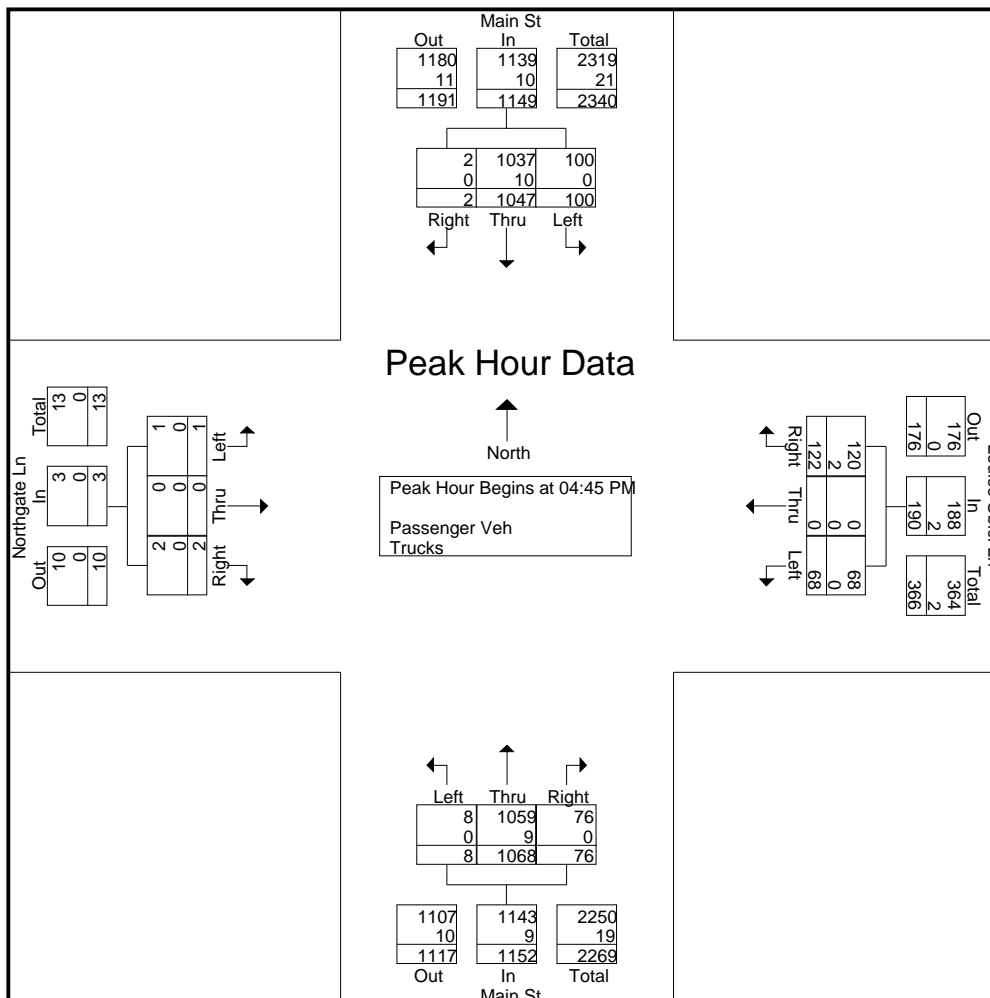 Main St
Out In Total
1180 1139 2319
11 10 21
1191 1149 2340
2 1037 100
0 10 0
2 1047 100
Right Thru Left
Peak Hour Data
North
Peak Hour Begins at 04:45 PM
Passenger Veh
Trucks
Northgate Ln
Out In Total
10 3 13
0 0 0
10 3 13
Left Thru Right
1 0 2
0 0 0
1 0 2
Out In Total
176 188 364
0 2 2
176 190 366
Right Thru Left
120 0 68
2 0 0
122 0 68
Left Thru Right
8 1059 76
0 9 0
8 1068 76
1107 1143 2250
10 9 19
1117 1152 2269
Out In Total
Main St